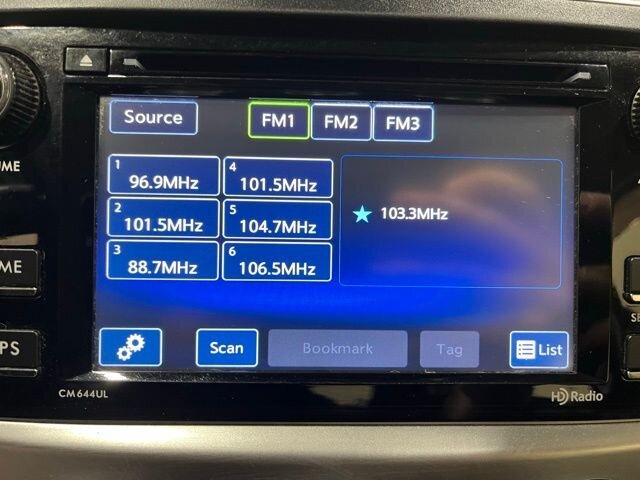 Source
FM1
FM2
FM3
1
96.9MHz
4
101.5MHz
2
101.5MHz
5
104.7MHz
3
88.7MHz
6
106.5MHz
103.3MHz
Scan
Bookmark
Tag
List
CM644UL
HD Radio
UME
ME
PS
SE